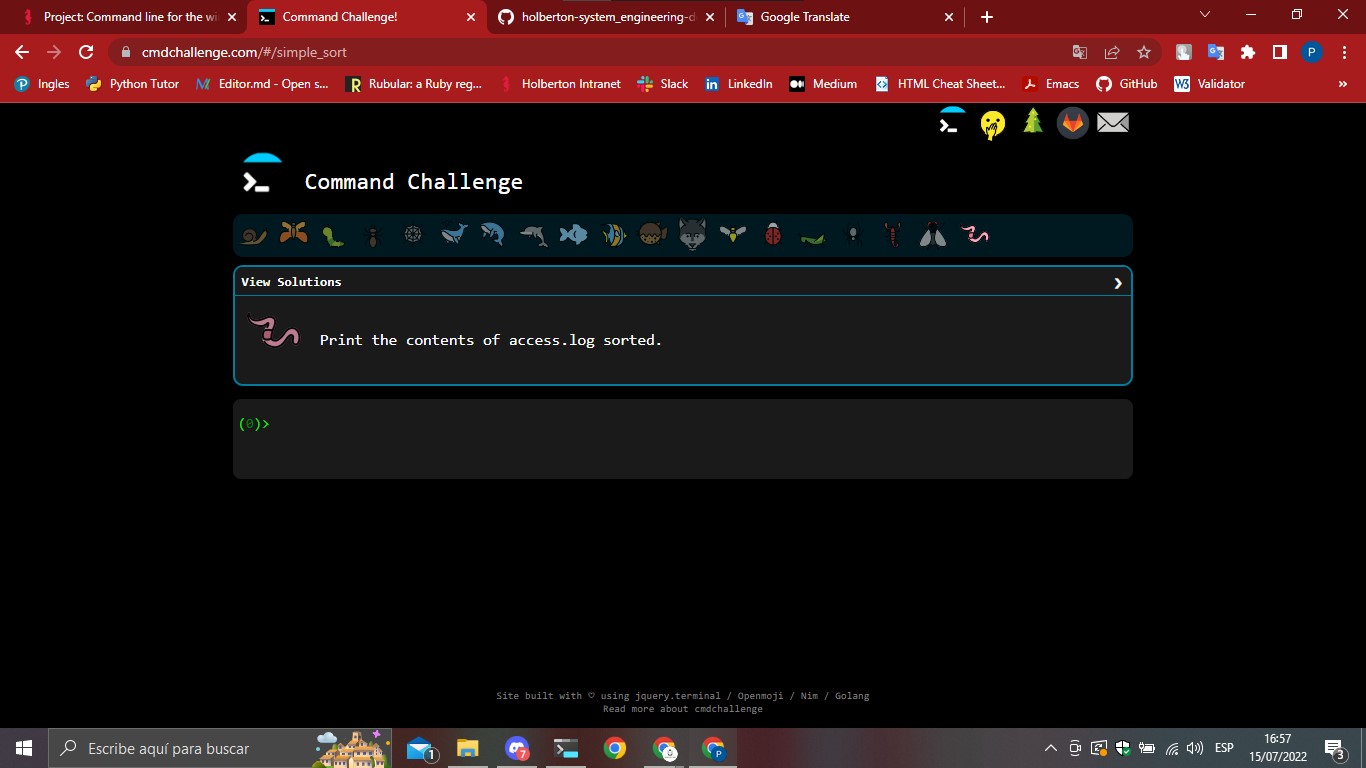 Project: Command line for the wi
Command Challenge!
holberton-system_engineering-d
Google Translate
cmdchallenge.com/#/simple_sort
P
Ingles
Python Tutor
Editor.md - Open s...
Rubular: a Ruby reg...
Holberton Intranet
Slack
LinkedIn
Medium
HTML Cheat Sheet...
Emacs
GitHub
Validator
»
Command Challenge
View Solutions
Print the contents of access.log sorted.
(0)>
Site built with ♡ using jquery.terminal / Openmoji / Nim / Golang
Read more about cmdchallenge
Escribe aquí para buscar
1
7
P
ESP
16:57
15/07/2022
3